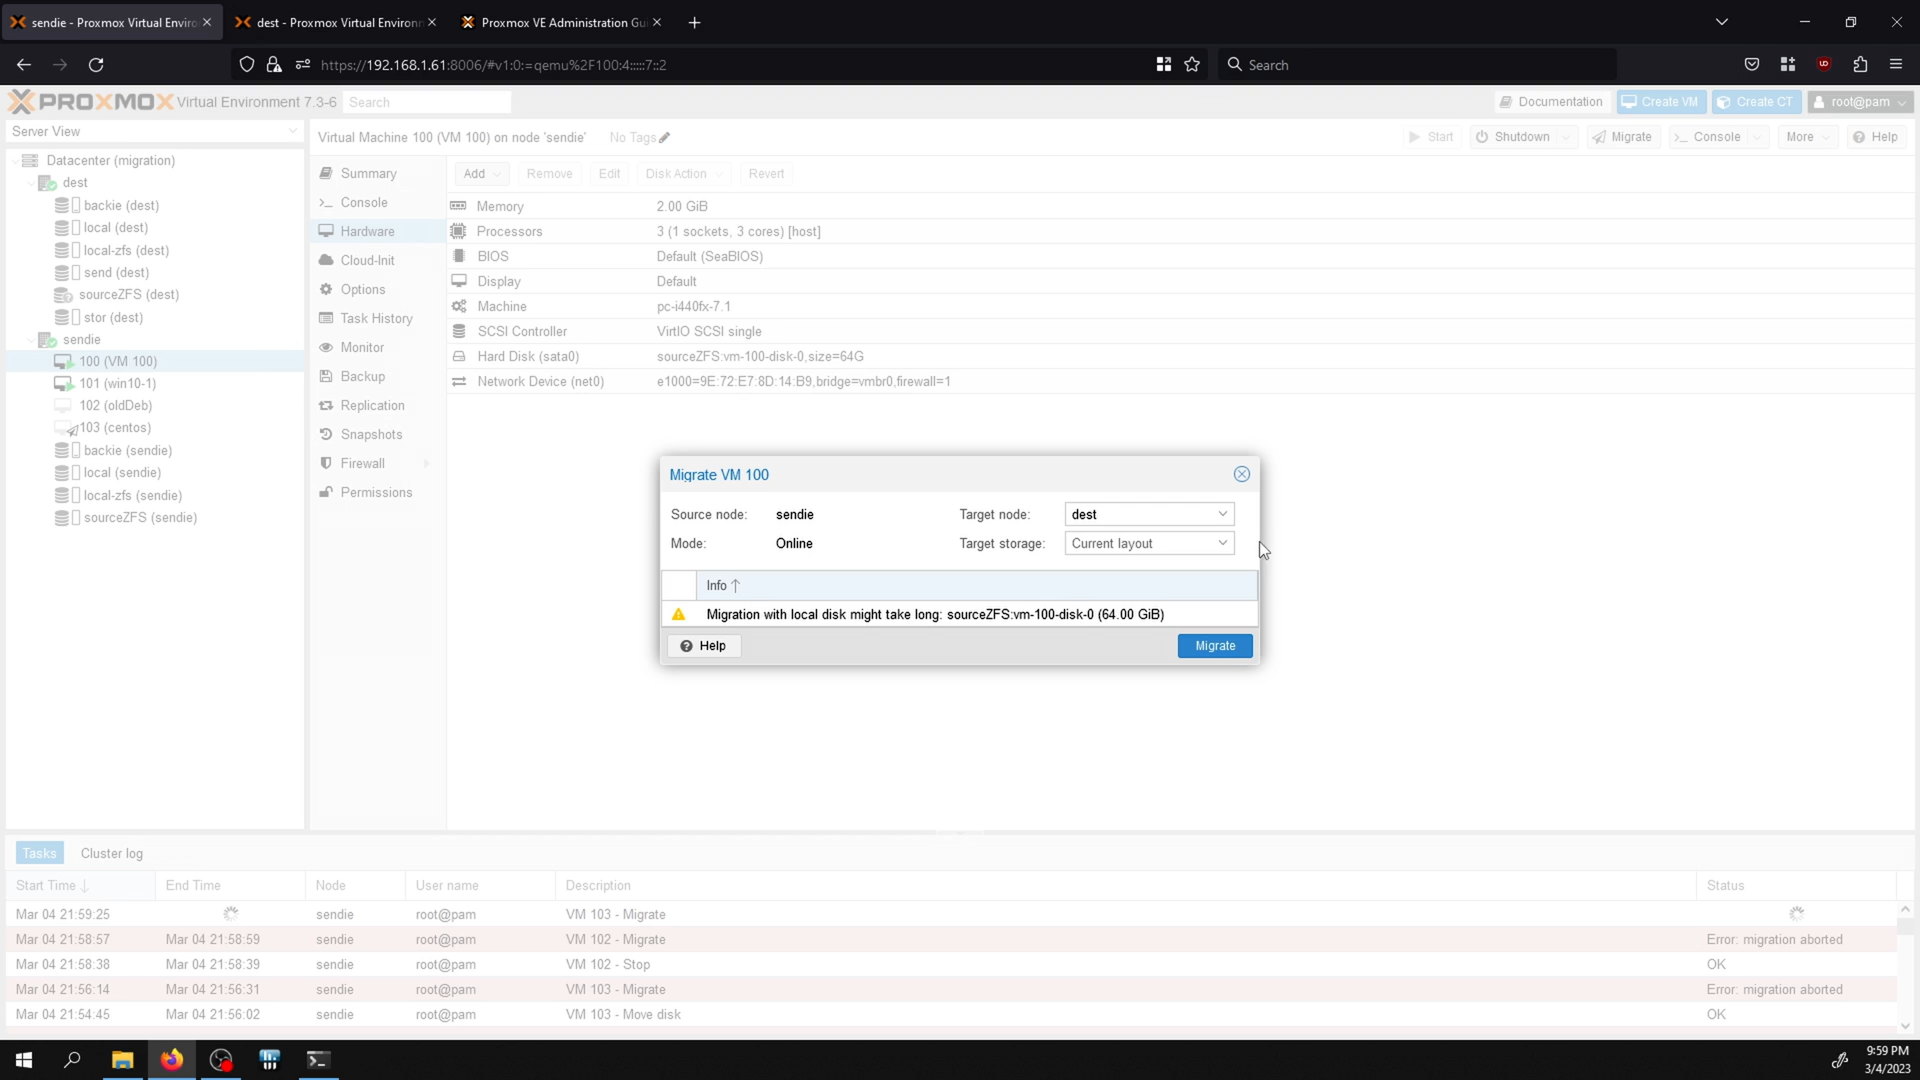 sendie - Proxmox Virtual Enviro
dest - Proxmox Virtual Environ
Proxmox VE Administration Gu
https://192.168.1.61:8006/#v1:0:=qemu%2F100:4:::::7::2
Search
PROXMOX Virtual Environment 7.3-6
Search
Documentation
Create VM
Create CT
root@pam
Server View
Virtual Machine 100 (VM 100) on node 'sendie'
No Tags
Start
Shutdown
Migrate
Console
More
Help
Datacenter (migration)
dest
backie (dest)
local (dest)
local-zfs (dest)
send (dest)
sourceZFS (dest)
stor (dest)
sendie
100 (VM 100)
101 (win10-1)
102 (oldDeb)
103 (centos)
backie (sendie)
local (sendie)
local-zfs (sendie)
sourceZFS (sendie)
Summary
Console
Hardware
Cloud-Init
Options
Task History
Monitor
Backup
Replication
Snapshots
Firewall
Permissions
Add
Remove
Edit
Disk Action
Revert
Memory 2.00 GiB
Processors 3 (1 sockets, 3 cores) [host]
BIOS Default (SeaBIOS)
Display Default
Machine pc-i440fx-7.1
SCSI Controller VirtIO SCSI single
Hard Disk (sata0) sourceZFS:vm-100-disk-0,size=64G
Network Device (net0) e1000=9E:72:E7:8D:14:B9,bridge=vmbr0,firewall=1
Migrate VM 100
Source node: sendie Target node: dest
Mode: Online Target storage: Current layout
Info
Migration with local disk might take long: sourceZFS:vm-100-disk-0 (64.00 GiB)
Help
Migrate
Tasks
Cluster log
Start Time End Time Node User name Description Status
Mar 04 21:59:25 sendie root@pam VM 103 - Migrate
Mar 04 21:58:57 Mar 04 21:58:59 sendie root@pam VM 102 - Migrate Error: migration aborted
Mar 04 21:58:38 Mar 04 21:58:39 sendie root@pam VM 102 - Stop OK
Mar 04 21:56:14 Mar 04 21:56:31 sendie root@pam VM 103 - Migrate Error: migration aborted
Mar 04 21:54:45 Mar 04 21:56:02 sendie root@pam VM 103 - Move disk OK
9:59 PM
3/4/2023